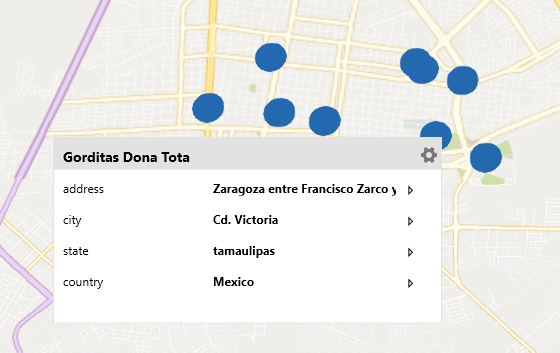 Gorditas Dona Tota
address Zaragoza entre Francisco Zarco y
city Cd. Victoria
state tamaulipas
country Mexico